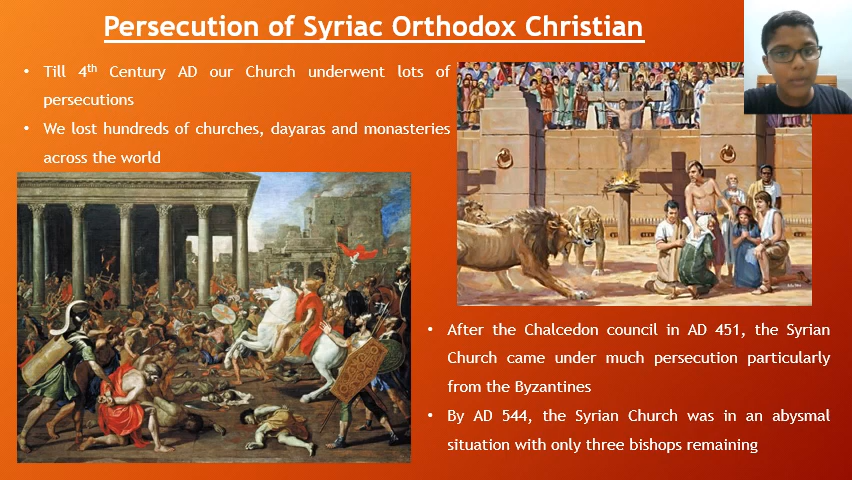 Persecution of Syriac Orthodox Christian
• Till 4th Century AD our Church underwent lots of
persecutions
• We lost hundreds of churches, dayaras and monasteries
across the world
• After the Chalcedon council in AD 451, the Syrian
Church came under much persecution particularly
from the Byzantines
• By AD 544, the Syrian Church was in an abysmal
situation with only three bishops remaining